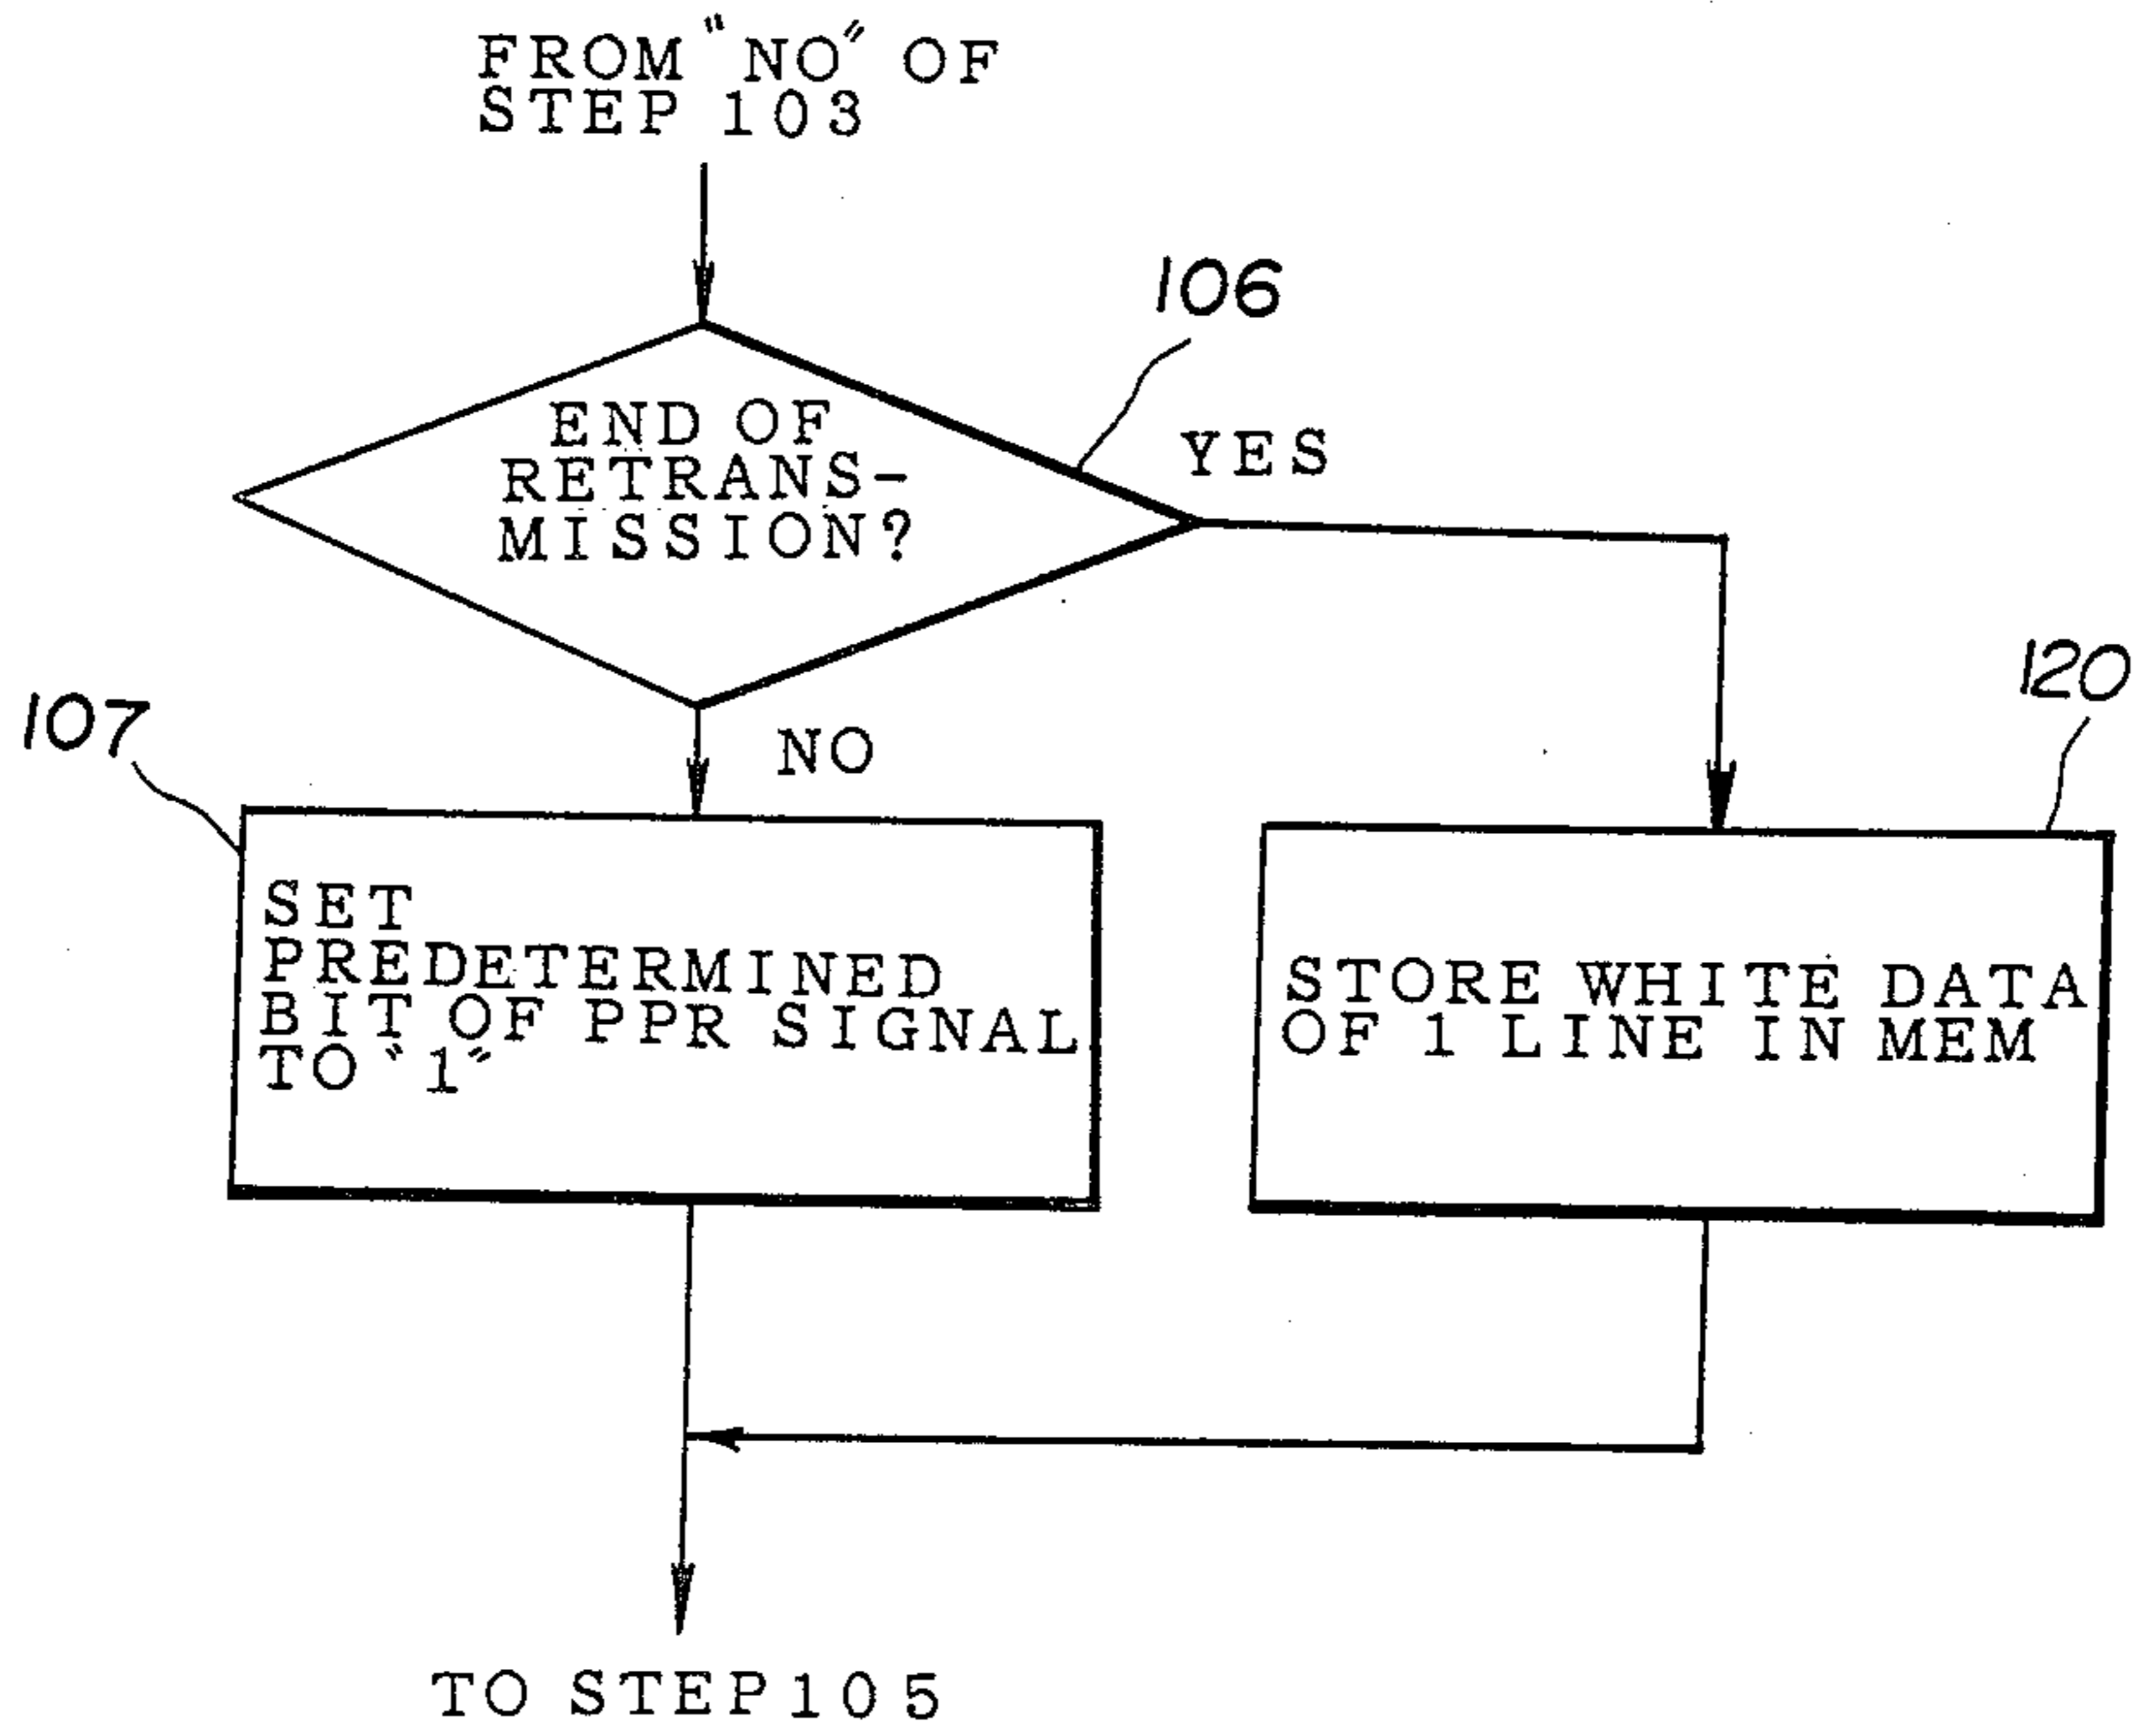 FROM "NO" OF
STEP 103
106
END OF
RETRANS-
MISSION?
YES
120
107
NO
SET
PREDETERMINED
BIT OF PPR SIGNAL
TO "1"
STORE WHITE DATA
OF 1 LINE IN MEM
TO STEP105